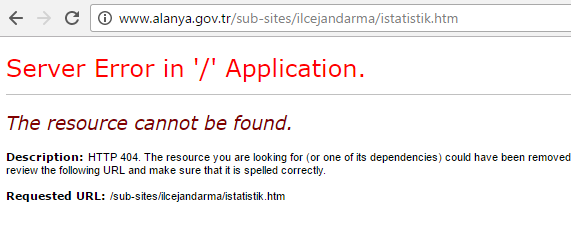 www.alanya.gov.tr/sub-sites/ilcejandarma/istatistik.htm
Server Error in '/' Application.
The resource cannot be found.
Description: HTTP 404. The resource you are looking for (or one of its dependencies) could have been removed
review the following URL and make sure that it is spelled correctly.
Requested URL: /sub-sites/ilcejandarma/istatistik.htm